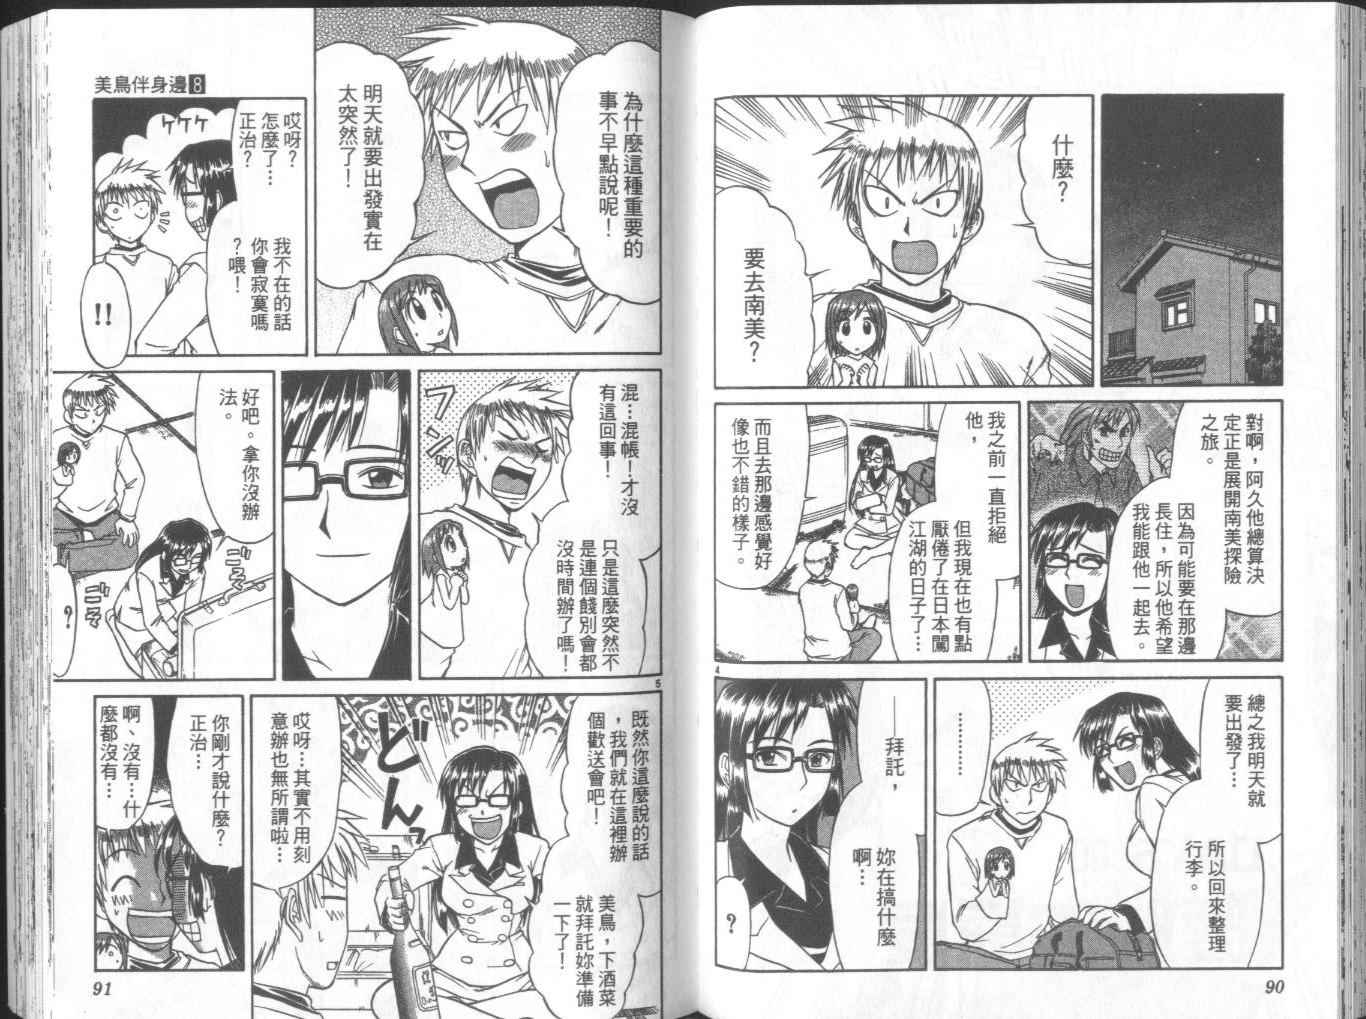 什麼？
要去南美？
對啊，阿久他總算決
定正是展開南美探險
之旅。
因為可能要在那邊
長住，所以他希望
我能跟他一起去。
我之前一直拒絕
他，
但我現在也有點
厭倦了在日本闖
江湖的日子了…
而且去那邊感覺好
像也不錯的樣子。
4
總之我明天就
要出發了…
所以回來整理
行李。
…………
——拜託，
妳在搞什麼
啊…
？
90
美鳥伴身邊8
為什麼這種重要的
事不早點說呢！
明天就要出發實在
太突然了！
哎呀？
怎麼了…
正治？
ケケケ
我不在的話
你會寂寞嗎
？喂！
！！
混…混帳！才沒
有這回事！
フンッ
只是這麼突然不
是連個餞別會都
沒時間辦了嗎！
好吧。拿你沒辦
法。
ゴソ
ゴソ
？
5
既然你這麼說的話
，我們就在這裡辦
個歡送會吧！
美鳥，下酒菜
就拜託妳準備
一下了！
どんっ
哎呀…其實不用刻
意辦也無所謂啦…
你剛才說什麼？
正治…
啊、沒有…什
麼都沒有…
91